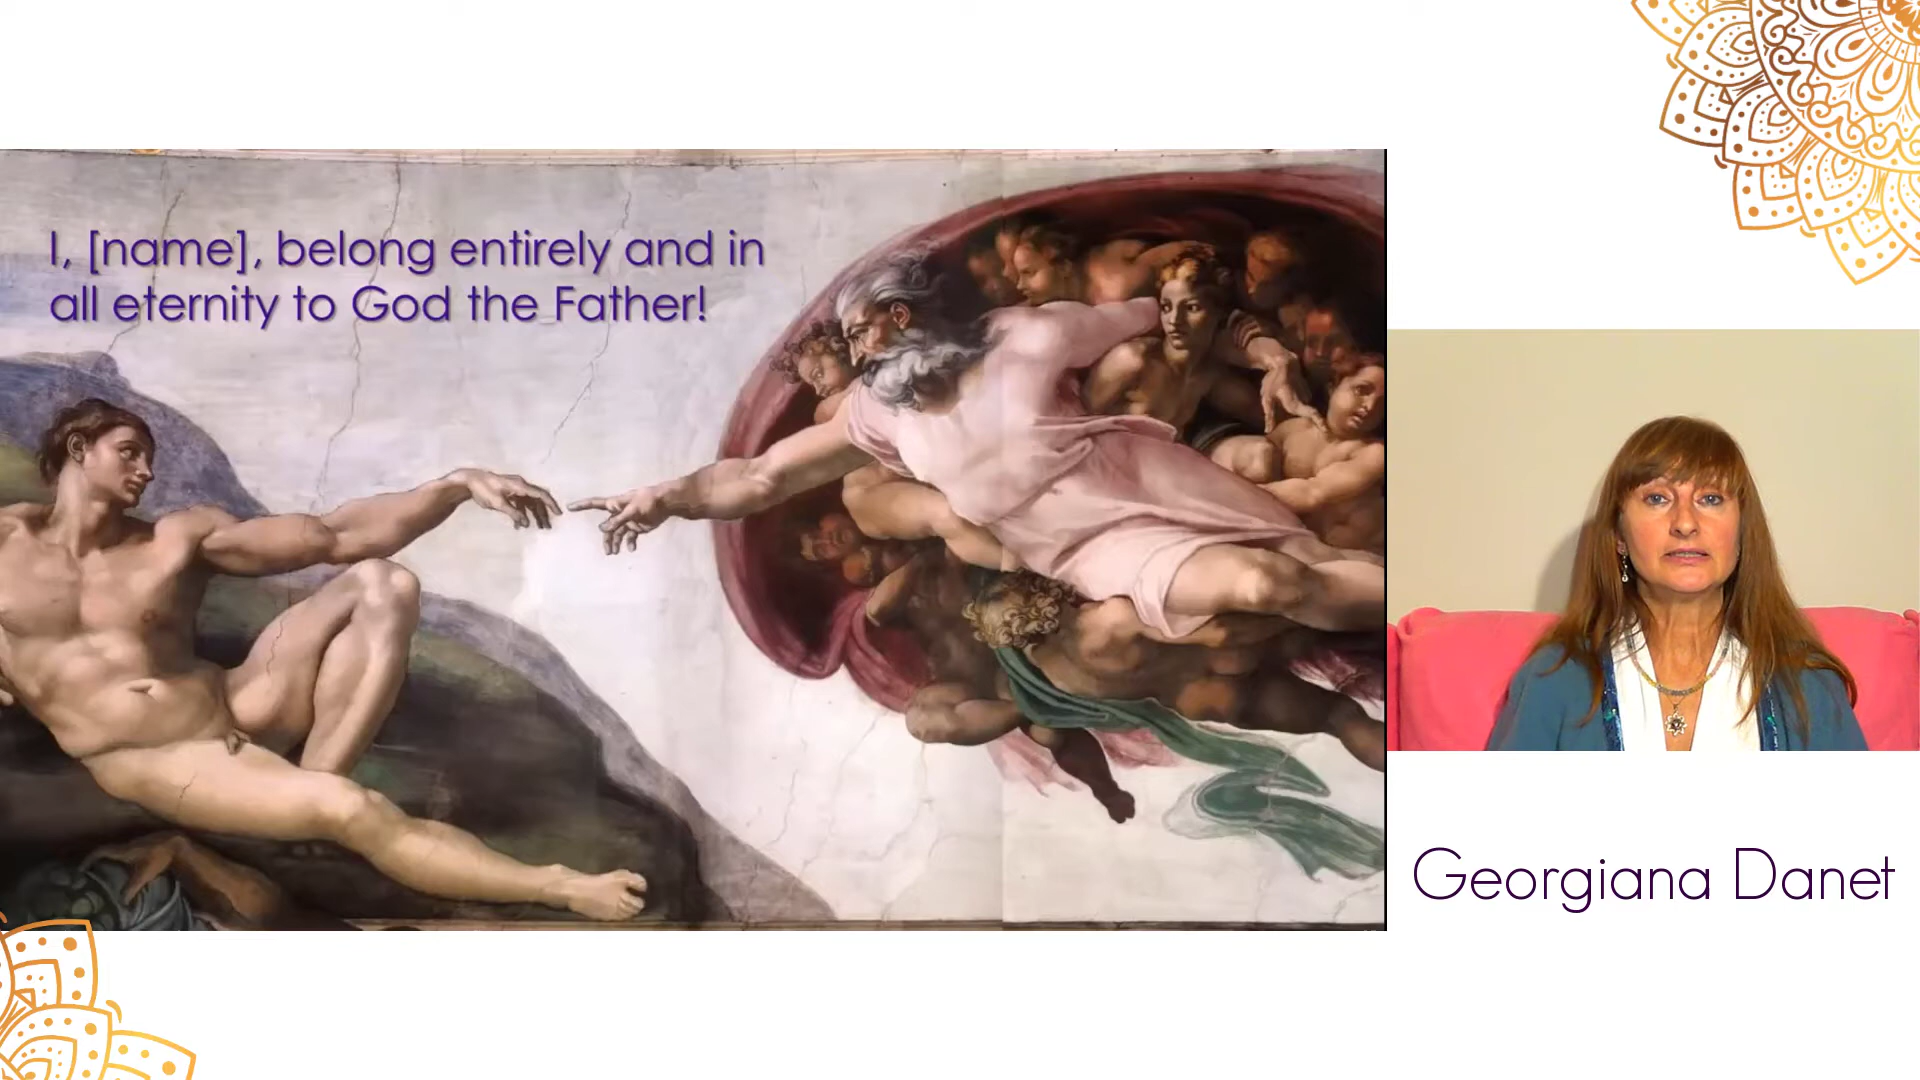 I, [name], belong entirely and in
all eternity to God the Father!
Georgiana Danet